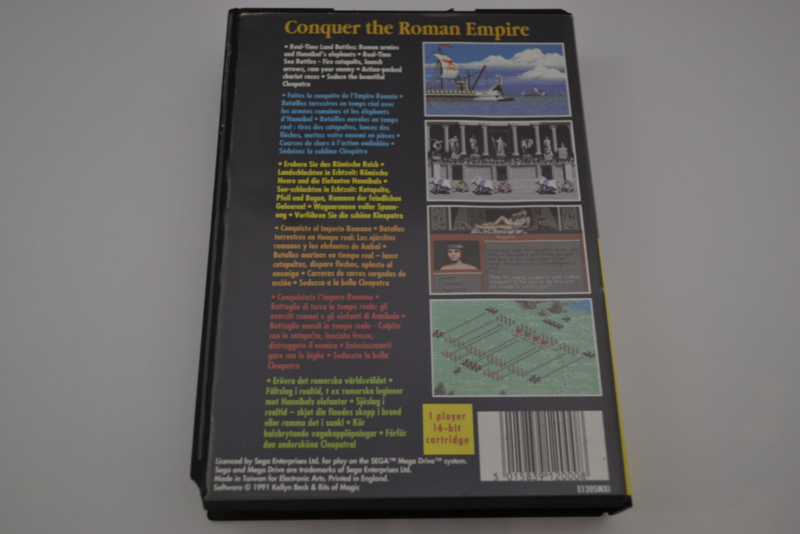 Conquer the Roman Empire
• Real-Time Land Battles: Roman armies
and Hannibal's elephants • Real-Time
Sea Battles - Fire catapults, launch
arrows, ram your enemy • Action-packed
chariot races • Seduce the beautiful
Cleopatra
• Faites la conquête de l'Empire Romain •
Batailles terrestres en temps réel avec
les armées romaines et les éléphants
d'Hannibal • Batailles navales en temps
réel : tirez des catapultes, lancez des
flèches, mettez votre ennemi en pièces •
Courses de chars à l'action endiablée •
Séduisez la sublime Cléopâtre
• Erobern Sie das Römische Reich •
Landschlachten in Echtzeit: Römische
Heere und die Elefanten Hannibals •
See-schlachten in Echtzeit: Katapulte,
Pfeil und Bogen, Rammen der feindlichen
Galeeren! • Wagenrennen voller Spann-
ung • Verführen Sie die schöne Kleopatra
• Conquiste el Imperio Romano • Batallas
terrestres en tiempo real: Los ejércitos
romanos y los elefantes de Aníbal •
Batallas marinas en tiempo real – lance
catapultas, dispare flechas, aplaste al
enemigo • Carreras de carros cargadas de
acción • Seduzca a la bella Cleopatra
• Conquistate l'Impero Romano •
Battaglie di terra in tempo reale: gli
eserciti romani e gli elefanti di Annibale •
Battaglie navali in tempo reale - Colpite
con le catapulte, lanciate frecce,
distruggete il nemico • Entusiasmanti
gare con le bighe • Seducete la bella
Cleopatra
• Erövra det romerska världsväldet •
Fältslag i realtid, t ex romerska legioner
mot Hannibals elefanter • Sjöslag i
realtid – skjut din fiendes skepp i brand
eller ramma det i sank! • Kör
halsbrytande vagnkapplöpningar • Förför
den undersköna Cleopatra!
1 player
16-bit
cartridge
Licenced by Sega Enterprises Ltd. for play on the SEGA™ Mega Drive™ system.
Sega and Mega Drive are trademarks of Sega Enterprises Ltd.
Made in Taiwan for Electronic Arts. Printed in England.
Software © 1991 Kellyn Beck & Bits of Magic
5 015839 120008
E1205MXI